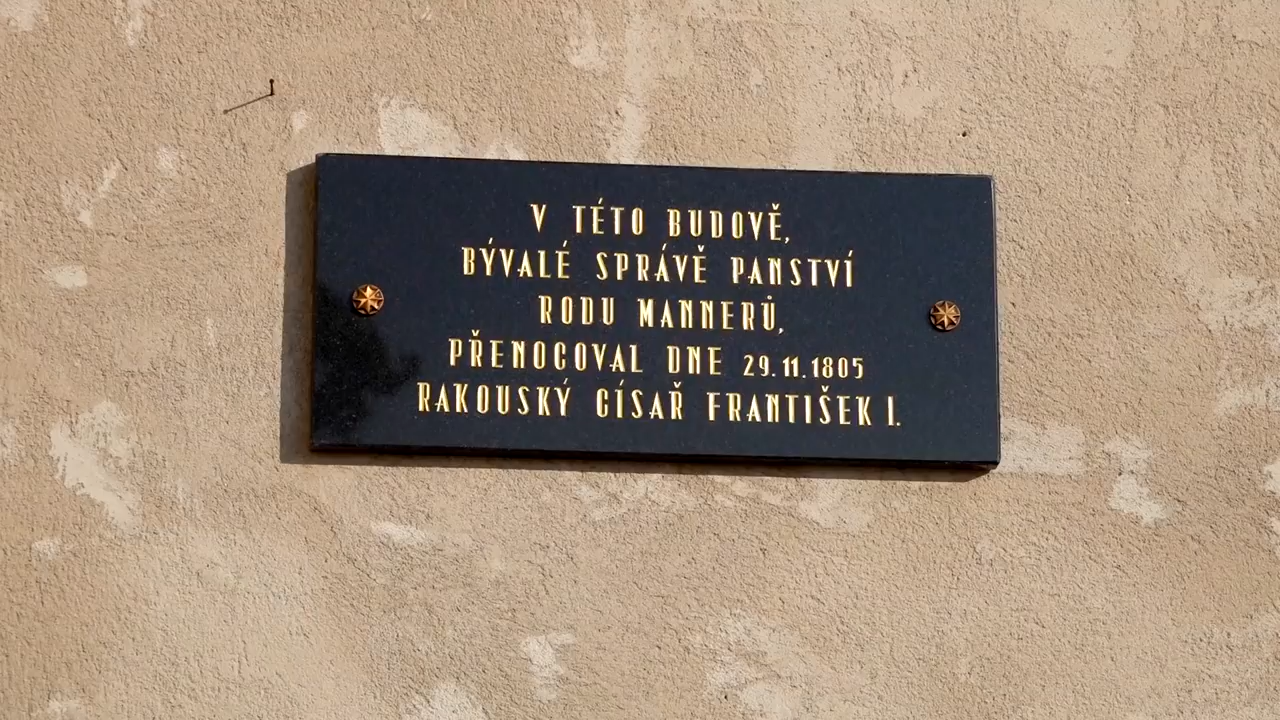 V TÉTO BUDOVĚ,
BÝVALÉ SPRÁVĚ PANSTVÍ
RODU MANNERŮ,
PŘENOCOVAL DNE 29.11.1805
RAKOUSKÝ CÍSAŘ FRANTIŠEK I.